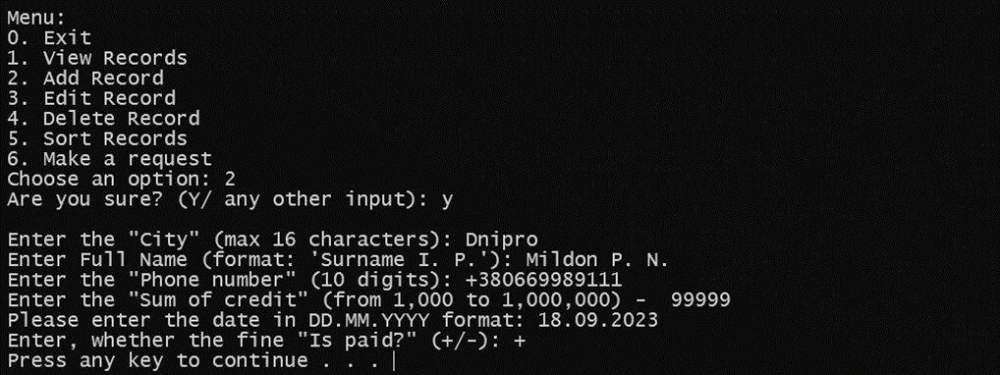 Menu:
0. Exit
1. View Records
2. Add Record
3. Edit Record
4. Delete Record
5. Sort Records
6. Make a request
Choose an option: 2
Are you sure? (Y/ any other input): y
Enter the "City" (max 16 characters): Dnipro
Enter Full Name (format: 'Surname I. P.'): Mildon P. N.
Enter the "Phone number" (10 digits): +380669989111
Enter the "Sum of credit" (from 1,000 to 1,000,000) -  99999
Please enter the date in DD.MM.YYYY format: 18.09.2023
Enter, whether the fine "Is paid?" (+/-): +
Press any key to continue . . .